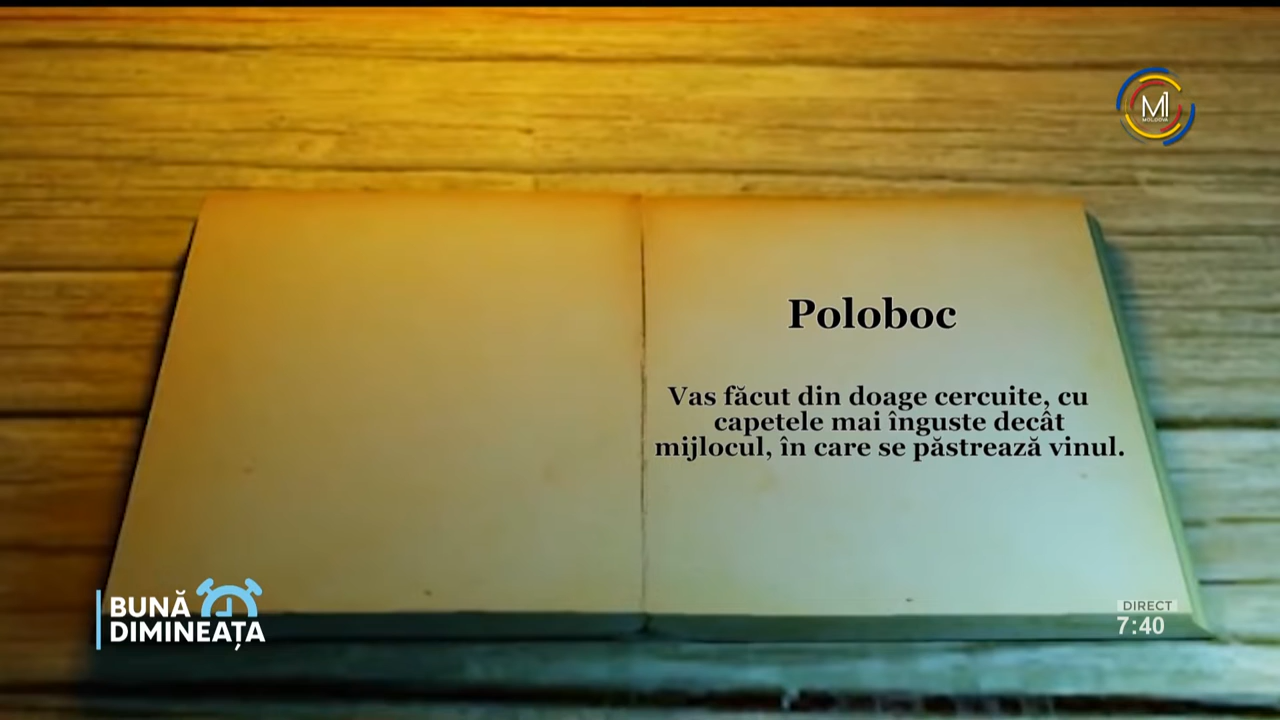 M1
MOLDOVA
Poloboc
Vas făcut din doage cercuite, cu
capetele mai înguste decât
mijlocul, în care se păstrează vinul.
BUNĂ
DIMINEAȚA
DIRECT
7:40